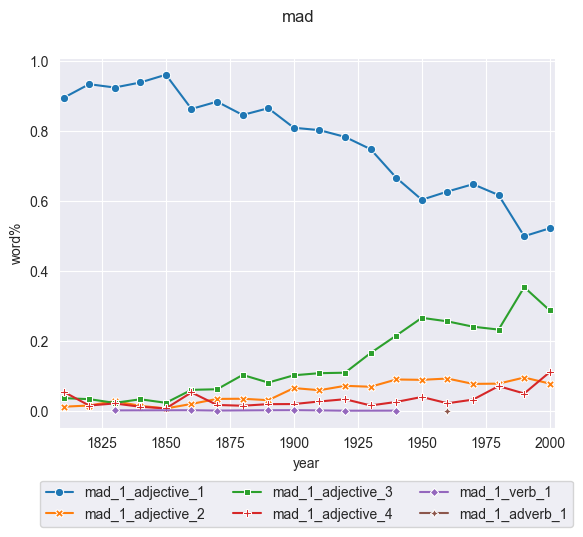 mad
1.0
0.8
0.6
0.4
0.2
0.0
word%
1825 1850 1875 1900 1925 1950 1975 2000
year
mad_1_adjective_1 mad_1_adjective_3 mad_1_verb_1
mad_1_adjective_2 mad_1_adjective_4 mad_1_adverb_1